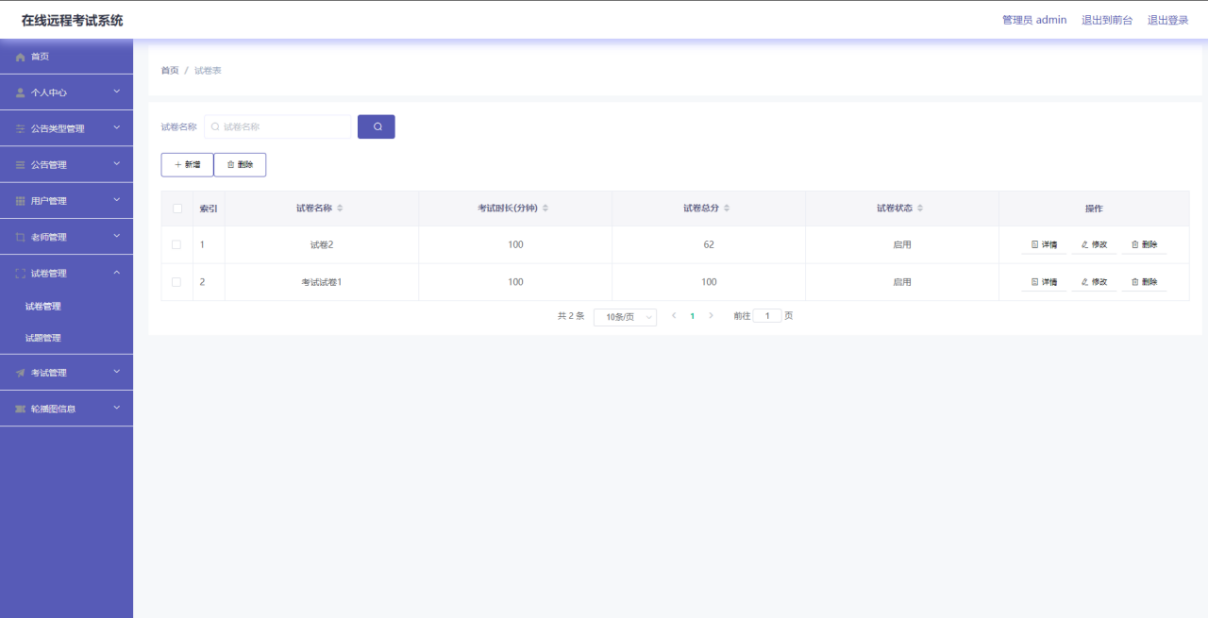 在线远程考试系统
管理员 admin 退出到前台 退出登录
首页
个人中心
公告类型管理
公告管理
用户管理
老师管理
试卷管理
试卷管理
试题管理
考试管理
轮播图信息
首页 / 试卷表
试卷名称 试卷名称
+ 新增 删除
索引 试卷名称 考试时长(分钟) 试卷总分 试卷状态 操作
1 试卷2 100 62 启用 详情 修改 删除
2 考试试卷1 100 100 启用 详情 修改 删除
共 2 条 10条/页 < 1 > 前往 1 页